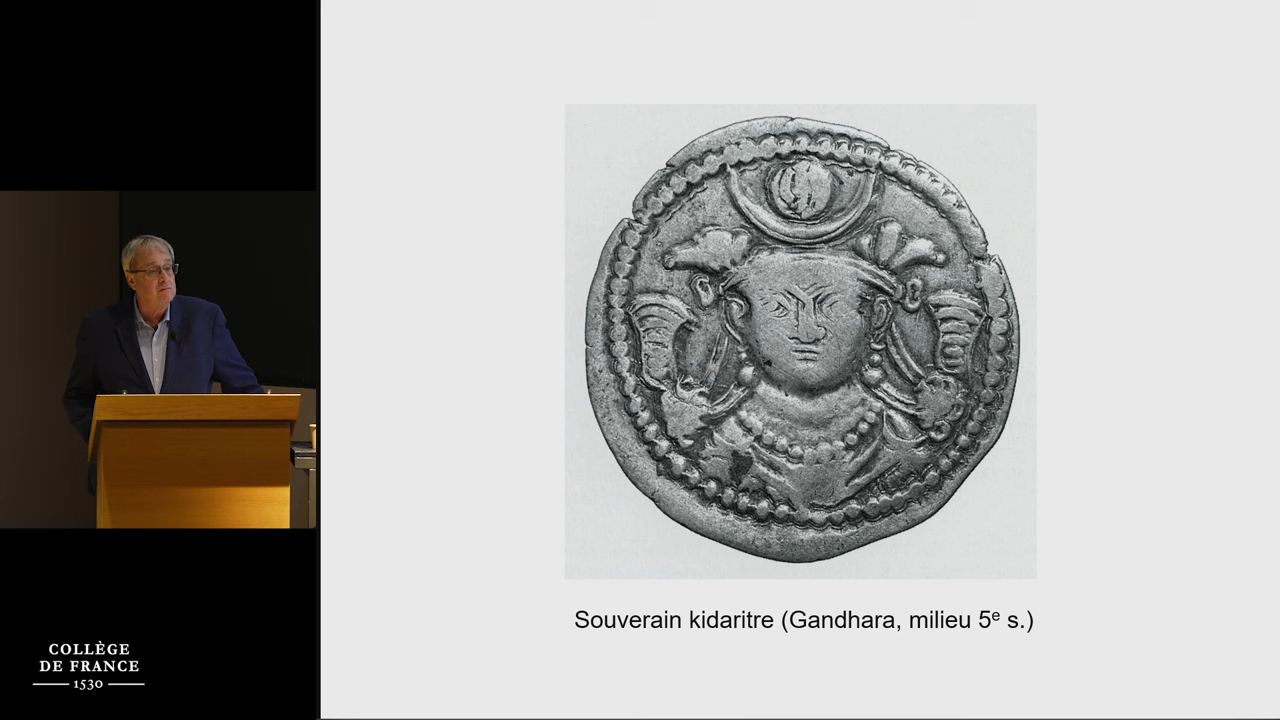 Souverain kidaritre (Gandhara, milieu 5ᵉ s.)
COLLÈGE
DE FRANCE
1530